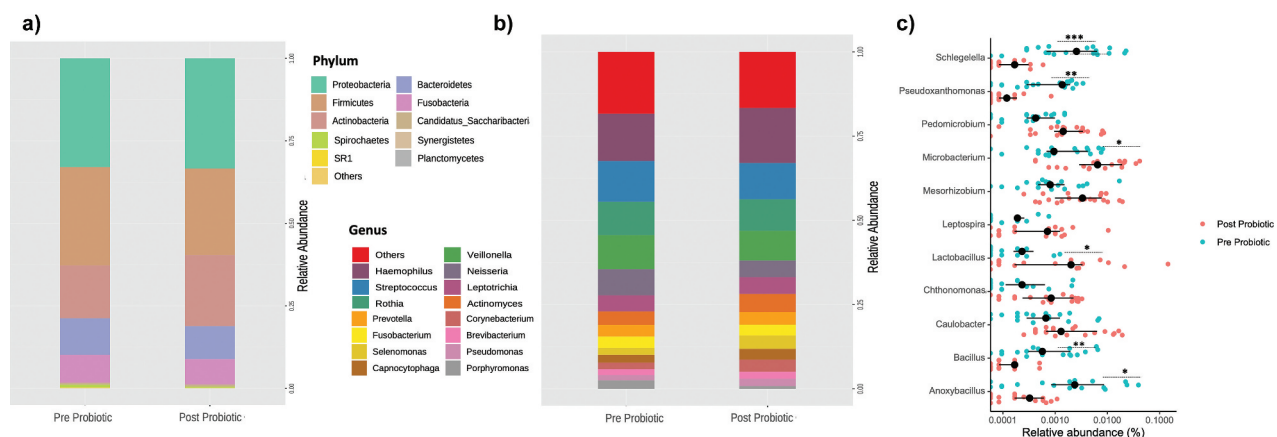 a)
b)
c)
1.00
0.75
0.50
0.25
0.00
Relative Abundance
Pre Probiotic
Post Probiotic
Phylum
Proteobacteria
Bacteroidetes
Firmicutes
Fusobacteria
Actinobacteria
Candidatus_Saccharibacteri
Spirochaetes
Synergistetes
SR1
Planctomycetes
Others
Genus
Others
Veillonella
Haemophilus
Neisseria
Streptococcus
Leptotrichia
Rothia
Actinomyces
Prevotella
Corynebacterium
Fusobacterium
Brevibacterium
Selenomonas
Pseudomonas
Capnocytophaga
Porphyromonas
1.00
0.75
0.50
0.25
0.00
Relative Abundance
Pre Probiotic
Post Probiotic
Schlegelella
Pseudoxanthomonas
Pedomicrobium
Microbacterium
Mesorhizobium
Leptospira
Lactobacillus
Chthonomonas
Caulobacter
Bacillus
Anoxybacillus
***
**
*
*
**
*
0.0001
0.0010
0.0100
0.1000
Relative abundance (%)
Post Probiotic
Pre Probiotic